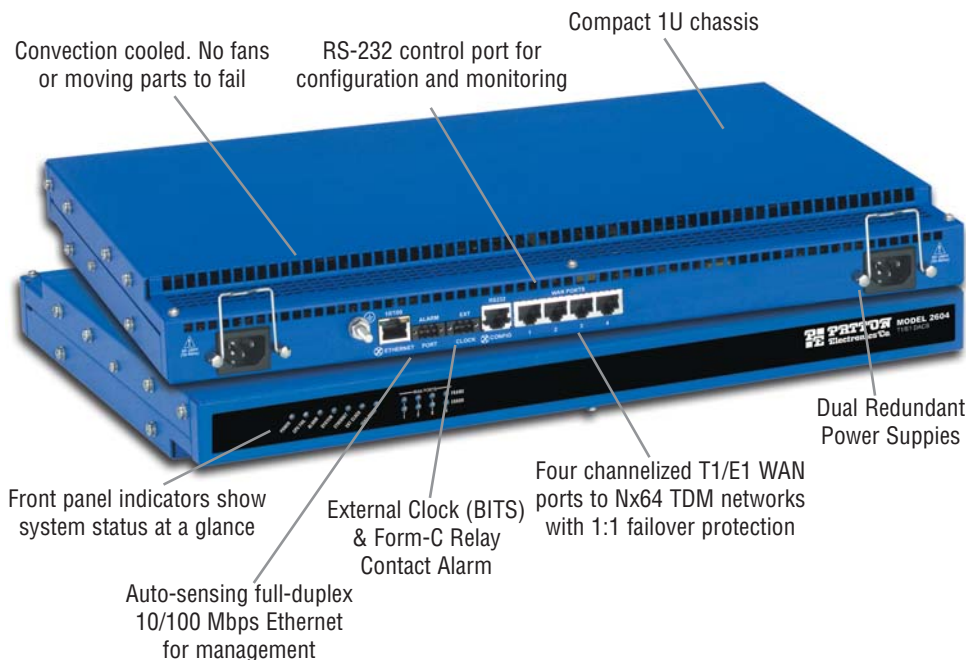 Compact 1U chassis
Convection cooled. No fans
or moving parts to fail
RS-232 control port for
configuration and monitoring
10/100
ALARM
EXT
RS232
WAN PORTS
ETHERNET
PORT
CLOCK
CONFIG
1
2
3
4
PATTON
Electronics Co.
MODEL 2604
T1/E1 DACS
POWER
Dual Redundant
Power Suppies
Front panel indicators show
system status at a glance
External Clock (BITS)
& Form-C Relay
Contact Alarm
Four channelized T1/E1 WAN
ports to Nx64 TDM networks
with 1:1 failover protection
Auto-sensing full-duplex
10/100 Mbps Ethernet
for management